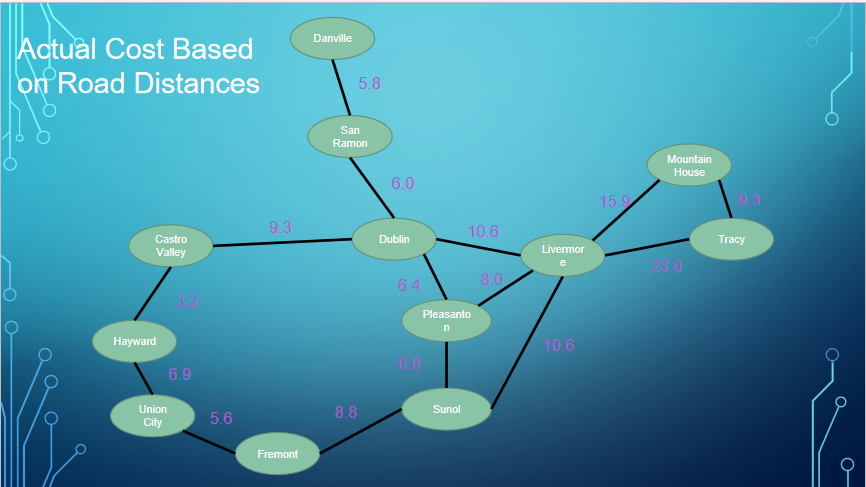 Actual Cost Based
on Road Distances
Danville
5.8
San
Ramon
6.0
Mountain
House
15.9
9.3
9.3
Castro
Valley
Dublin
10.6
Livermor
e
Tracy
23.0
6.4
8.0
3.2
Pleasanto
n
Hayward
10.6
6.0
6.9
Union
City
5.6
8.8
Sunol
Fremont